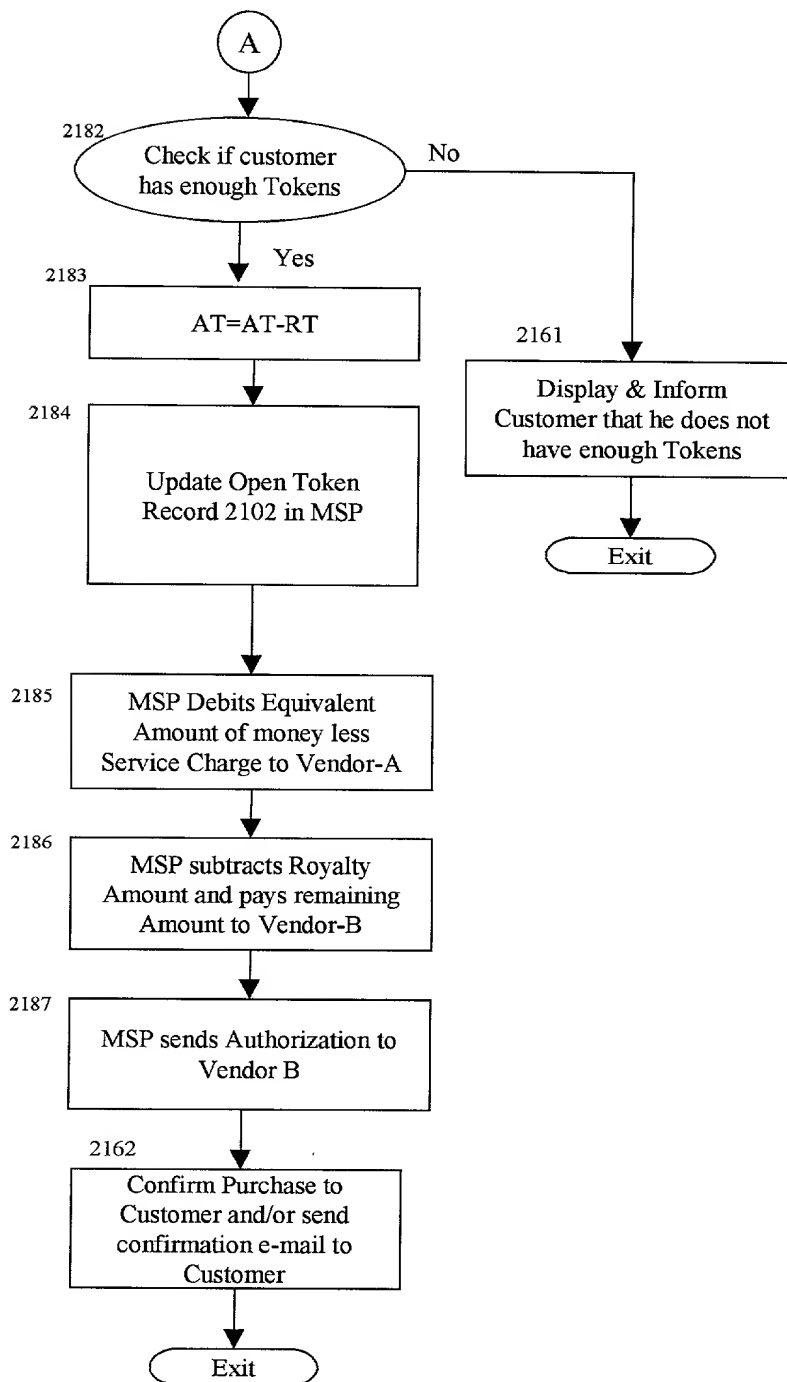 A
2182
Check if customer
has enough Tokens
No
Yes
2183
AT=AT-RT
2161
Display & Inform
Customer that he does not
have enough Tokens
Exit
2184
Update Open Token
Record 2102 in MSP
2185
MSP Debits Equivalent
Amount of money less
Service Charge to Vendor-A
2186
MSP subtracts Royalty
Amount and pays remaining
Amount to Vendor-B
2187
MSP sends Authorization to
Vendor B
2162
Confirm Purchase to
Customer and/or send
confirmation e-mail to
Customer
Exit